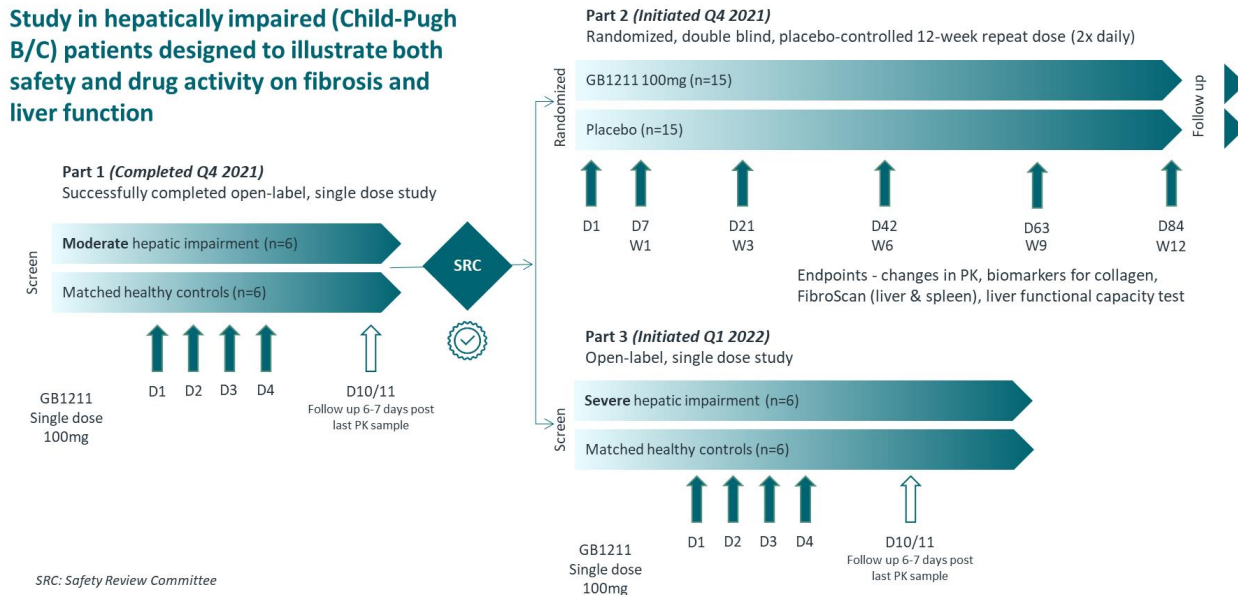 Study in hepatically impaired (Child-Pugh
B/C) patients designed to illustrate both
safety and drug activity on fibrosis and
liver function
Part 1 (Completed Q4 2021)
Successfully completed open-label, single dose study
Screen
Moderate hepatic impairment (n=6)
Matched healthy controls (n=6)
D1 D2 D3 D4 D10/11
Follow up 6-7 days post
last PK sample
GB1211
Single dose
100mg
SRC
Part 2 (Initiated Q4 2021)
Randomized, double blind, placebo-controlled 12-week repeat dose (2x daily)
Randomized
GB1211 100mg (n=15)
Placebo (n=15)
Follow up
D1 D7 D21 D42 D63 D84
W1 W3 W6 W9 W12
Endpoints - changes in PK, biomarkers for collagen,
FibroScan (liver & spleen), liver functional capacity test
Part 3 (Initiated Q1 2022)
Open-label, single dose study
Screen
Severe hepatic impairment (n=6)
Matched healthy controls (n=6)
D1 D2 D3 D4 D10/11
Follow up 6-7 days post
last PK sample
GB1211
Single dose
100mg
SRC: Safety Review Committee